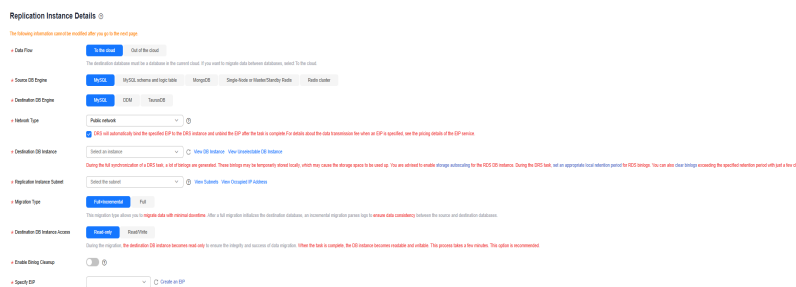 Replication Instance Details
The following information cannot be modified after you go to the next page.
Data Flow
To the cloud
Out of the cloud
The destination database must be a database in the current cloud. If you want to migrate data between databases, select To the cloud.
Source DB Engine
MySQL
MySQL schema and logic table
MongoDB
Single-Node or Master/Standby Redis
Redis cluster
Destination DB Engine
MySQL
DDM
TaurusDB
Network Type
Public network
DRS will automatically bind the specified EIP to the DRS instance and unbind the EIP after the task is complete For details about the data transmission fee when an EIP is specified, see the pricing details of the EIP service.
Destination DB Instance
Select an instance
View DB Instance
View Unselectable DB Instance
During the full synchronization of a DRS task, a lot of binlogs are generated. These binlogs may be temporarily stored locally, which may cause the storage space to be used up. You are advised to enable storage autoscaling for the RDS DB instance. During the DRS task, set an appropriate local retention period for RDS binlogs. You can also clear binlogs exceeding the specified retention period with just a few cl
Replication Instance Subnet
Select the subnet
View Subnets
View Occupied IP Address
Migration Type
Full+Incremental
Full
This migration type allows you to migrate data with minimal downtime. After a full migration initializes the destination database, an incremental migration parses logs to ensure data consistency between the source and destination databases.
Destination DB Instance Access
Read-only
Read/Write
During the migration, the destination DB instance becomes read-only to ensure the integrity and success of data migration. When the task is complete, the DB instance becomes readable and writable. This process takes a few minutes. This option is recommended.
Enable Binlog Cleanup
Specify EIP
Create an EIP